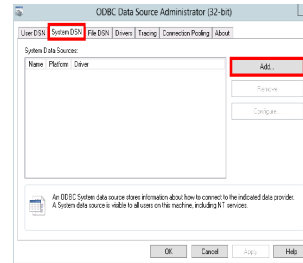 ODBC Data Source Administrator (32-bit)
User DSN System DSN File DSN Drivers Tracing Connection Pooling About
System Data Sources:
Name Platform Driver
Add...
Remove
Configure...
An ODBC System data source stores information about how to connect to the indicated data provider.
A System data source is visible to all users on this machine, including NT services.
OK Cancel Apply Help